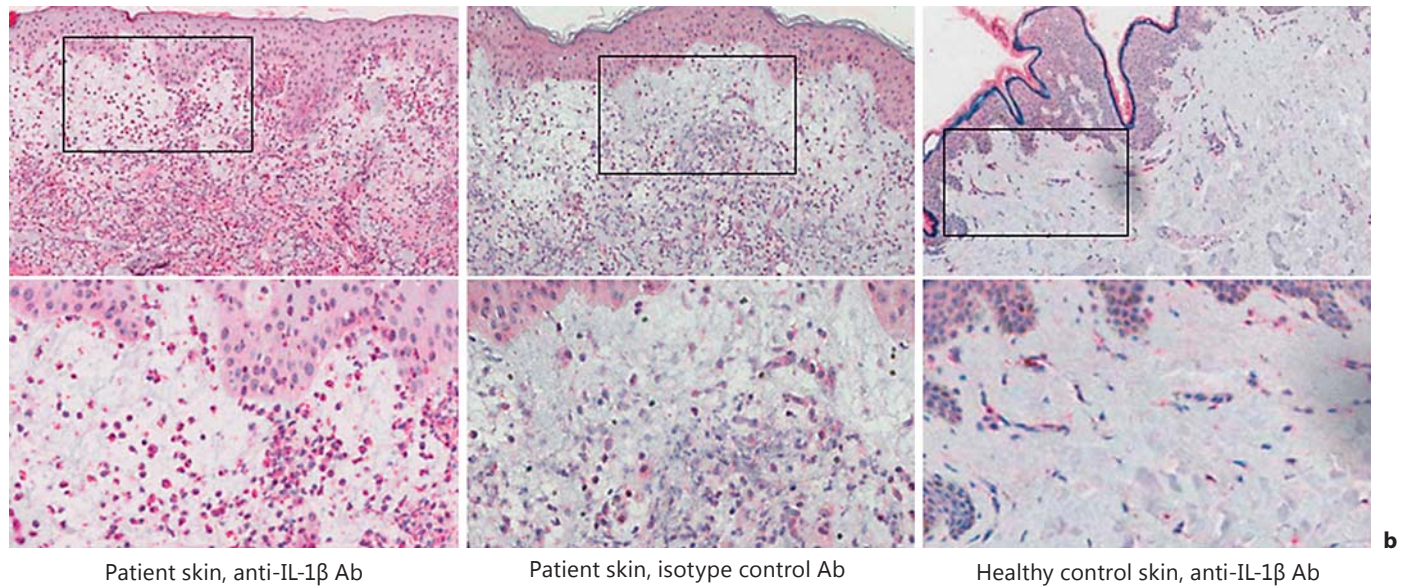 b
Patient skin, anti-IL-1β Ab
Patient skin, isotype control Ab
Healthy control skin, anti-IL-1β Ab